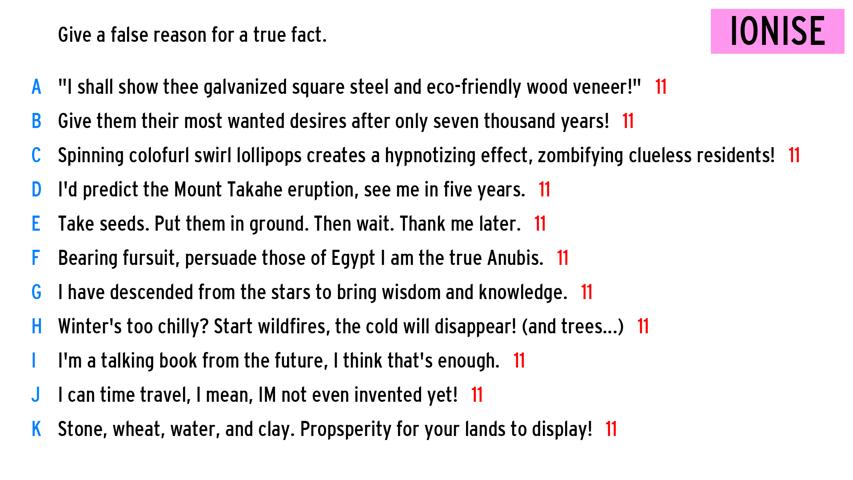 Give a false reason for a true fact.
IONISE
A "I shall show thee galvanized square steel and eco-friendly wood veneer!" 11
B Give them their most wanted desires after only seven thousand years! 11
C Spinning colofurl swirl lollipops creates a hypnotizing effect, zombifying clueless residents! 11
D I'd predict the Mount Takahe eruption, see me in five years. 11
E Take seeds. Put them in ground. Then wait. Thank me later. 11
F Bearing fursuit, persuade those of Egypt I am the true Anubis. 11
G I have descended from the stars to bring wisdom and knowledge. 11
H Winter's too chilly? Start wildfires, the cold will disappear! (and trees...) 11
I I'm a talking book from the future, I think that's enough. 11
J I can time travel, I mean, IM not even invented yet! 11
K Stone, wheat, water, and clay. Propsperity for your lands to display! 11